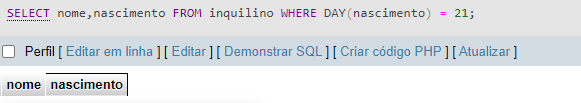 SELECT nome,nascimento FROM inquilino WHERE DAY(nascimento) = 21;
Perfil [ Editar em linha ] [ Editar ] [ Demonstrar SQL ] [ Criar código PHP ] [ Atualizar ]
nome nascimento